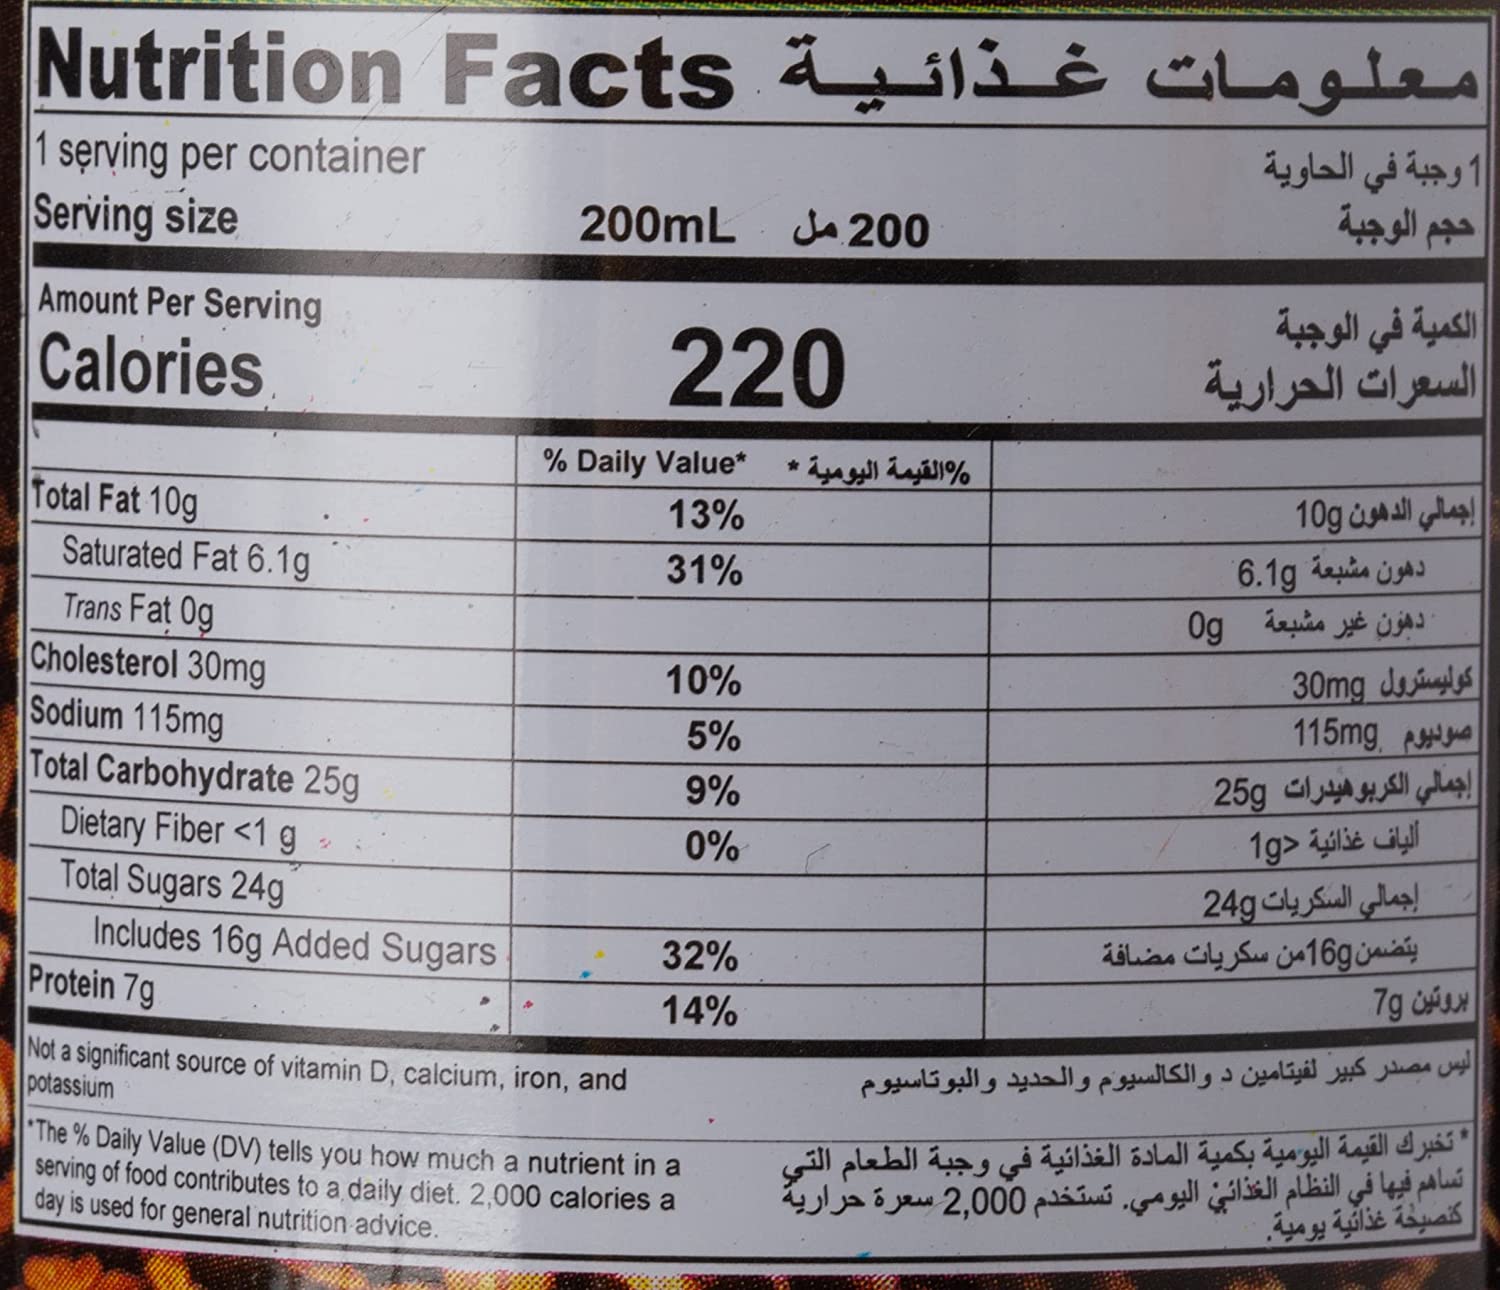 Nutrition Facts معلومات غذائية
1 serving per container 1 وجبة في الحاوية
Serving size 200mL 200 مل حجم الوجبة
Amount Per Serving الكمية في الوجبة
Calories 220 السعرات الحرارية
% Daily Value* %القيمة اليومية *
Total Fat 10g 13% إجمالي الدهون 10g
Saturated Fat 6.1g 31% دهون مشبعة 6.1g
Trans Fat 0g دهون غير مشبعة 0g
Cholesterol 30mg 10% كوليسترول 30mg
Sodium 115mg 5% صوديوم 115mg
Total Carbohydrate 25g 9% إجمالي الكربوهيدرات 25g
Dietary Fiber <1 g 0% ألياف غذائية <1g
Total Sugars 24g إجمالي السكريات 24g
Includes 16g Added Sugars 32% يتضمن 16g من سكريات مضافة
Protein 7g 14% بروتين 7g
Not a significant source of vitamin D, calcium, iron, and
potassium
ليس مصدر كبير لفيتامين د والكالسيوم والحديد والبوتاسيوم
*The % Daily Value (DV) tells you how much a nutrient in a
serving of food contributes to a daily diet. 2,000 calories a
day is used for general nutrition advice.
* تخبرك القيمة اليومية بكمية المادة الغذائية في وجبة الطعام التي
تساهم فيها في النظام الغذائي اليومي. تستخدم 2,000 سعرة حرارية
كنصيحة غذائية يومية.